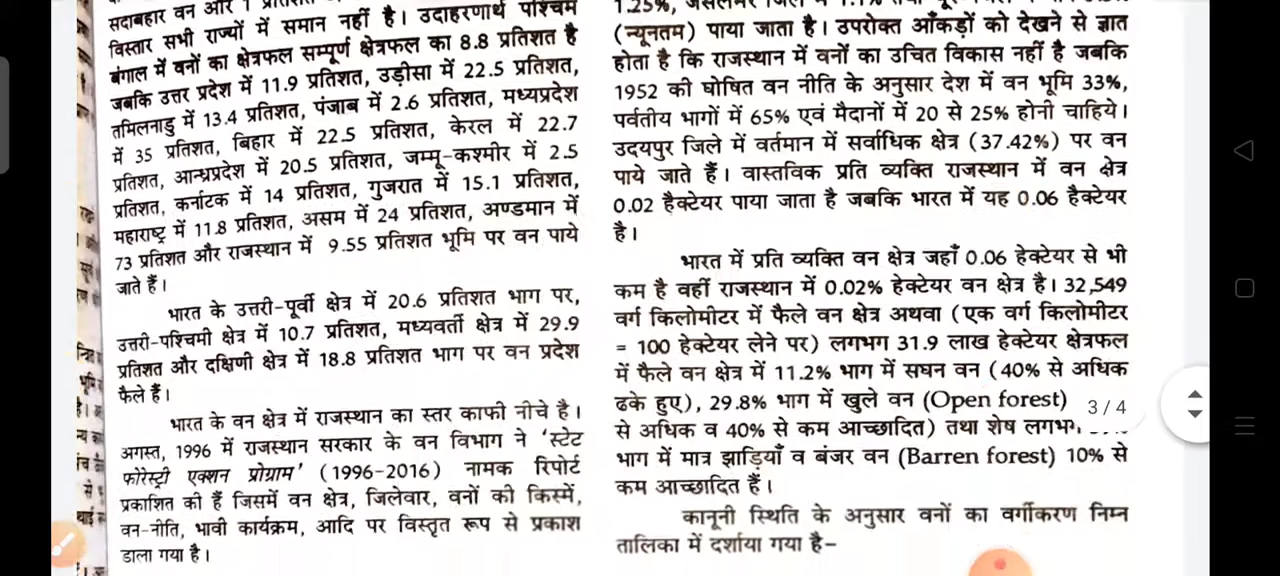 सदाबहार वन और 1
विस्तार सभी राज्यों में समान नहीं है। उदाहरणार्थ पश्चिम
बंगाल में वनों का क्षेत्रफल सम्पूर्ण क्षेत्रफल का 8.8 प्रतिशत है
जबकि उत्तर प्रदेश में 11.9 प्रतिशत, उड़ीसा में 22.5 प्रतिशत,
तमिलनाडु में 13.4 प्रतिशत, पंजाब में 2.6 प्रतिशत, मध्यप्रदेश
में 35 प्रतिशत, बिहार में 22.5 प्रतिशत, केरल में 22.7
प्रतिशत, आन्ध्रप्रदेश में 20.5 प्रतिशत, जम्मू-कश्मीर में 2.5
प्रतिशत, कर्नाटक में 14 प्रतिशत, गुजरात में 15.1 प्रतिशत,
महाराष्ट्र में 11.8 प्रतिशत, असम में 24 प्रतिशत, अण्डमान में
73 प्रतिशत और राजस्थान में 9.55 प्रतिशत भूमि पर वन पाये
जाते हैं।
भारत के उत्तरी-पूर्वी क्षेत्र में 20.6 प्रतिशत भाग पर,
उत्तरी-पश्चिमी क्षेत्र में 10.7 प्रतिशत, मध्यवर्ती क्षेत्र में 29.9
प्रतिशत और दक्षिणी क्षेत्र में 18.8 प्रतिशत भाग पर वन प्रदेश
फैले हैं।
भारत के वन क्षेत्र में राजस्थान का स्तर काफी नीचे है।
अगस्त, 1996 में राजस्थान सरकार के वन विभाग ने 'स्टेट
फोरेस्ट्री एक्शन प्रोग्राम' (1996-2016) नामक रिपोर्ट
प्रकाशित की हैं जिसमें वन क्षेत्र, जिलेवार, वनों की किस्में,
वन-नीति, भावी कार्यक्रम, आदि पर विस्तृत रूप से प्रकाश
डाला गया है।
1.25%,
(न्यूनतम) पाया जाता है। उपरोक्त आँकड़ों को देखने से ज्ञात
होता है कि राजस्थान में वनों का उचित विकास नहीं है जबकि
1952 की घोषित वन नीति के अनुसार देश में वन भूमि 33%,
पर्वतीय भागों में 65% एवं मैदानों में 20 से 25% होनी चाहिये।
उदयपुर जिले में वर्तमान में सर्वाधिक क्षेत्र (37.42%) पर वन
पाये जाते हैं। वास्तविक प्रति व्यक्ति राजस्थान में वन क्षेत्र
0.02 हैक्टेयर पाया जाता है जबकि भारत में यह 0.06 हैक्टेयर
है।
भारत में प्रति व्यक्ति वन क्षेत्र जहाँ 0.06 हेक्टेयर से भी
कम है वहीं राजस्थान में 0.02% हेक्टेयर वन क्षेत्र है। 32,549
वर्ग किलोमीटर में फैले वन क्षेत्र अथवा (एक वर्ग किलोमीटर
= 100 हेक्टेयर लेने पर) लगभग 31.9 लाख हेक्टेयर क्षेत्रफल
में फैले वन क्षेत्र में 11.2% भाग में सघन वन (40% से अधिक
ढके हुए), 29.8% भाग में खुले वन (Open forest)
से अधिक व 40% से कम आच्छादित) तथा शेष
भाग में मात्र झाड़ियाँ व बंजर वन (Barren forest) 10% से
कम आच्छादित हैं।
कानूनी स्थिति के अनुसार वनों का वर्गीकरण निम्न
तालिका में दर्शाया गया है-
3 / 4